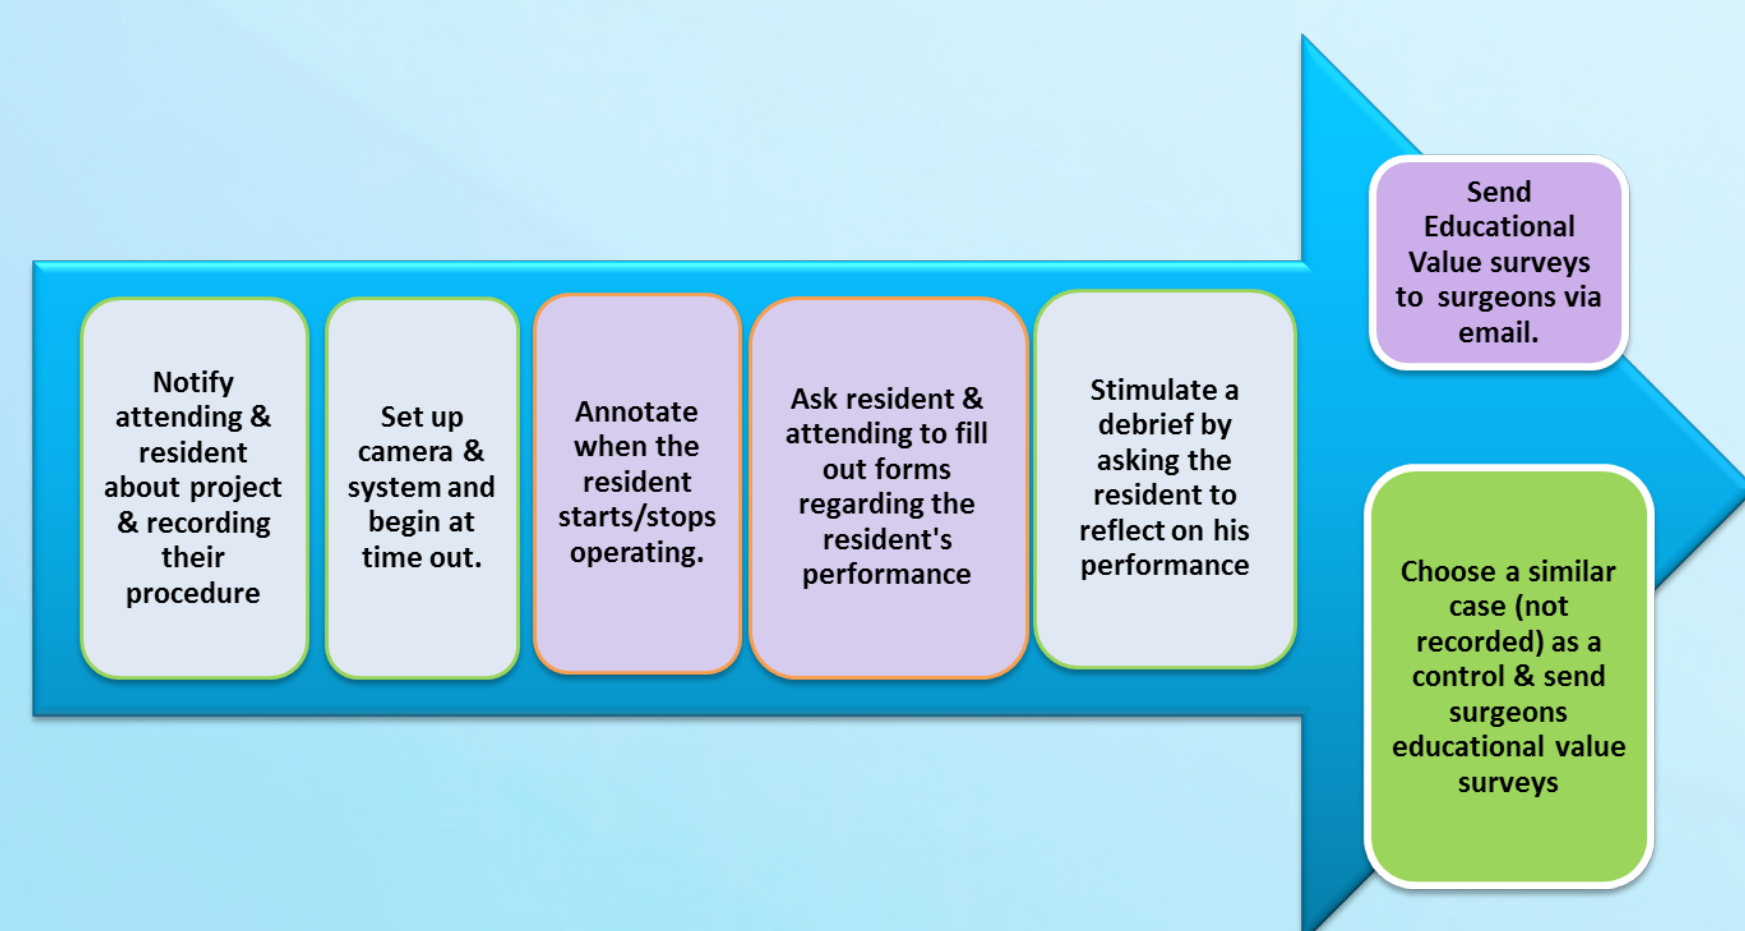 Notify
attending &
resident
about project
& recording
their
procedure
Set up
camera &
system and
begin at
time out.
Annotate
when the
resident
starts/stops
operating.
Ask resident &
attending to fill
out forms
regarding the
resident's
performance
Stimulate a
debrief by
asking the
resident to
reflect on his
performance
Send
Educational
Value surveys
to surgeons via
email.
Choose a similar
case (not
recorded) as a
control & send
surgeons
educational value
surveys